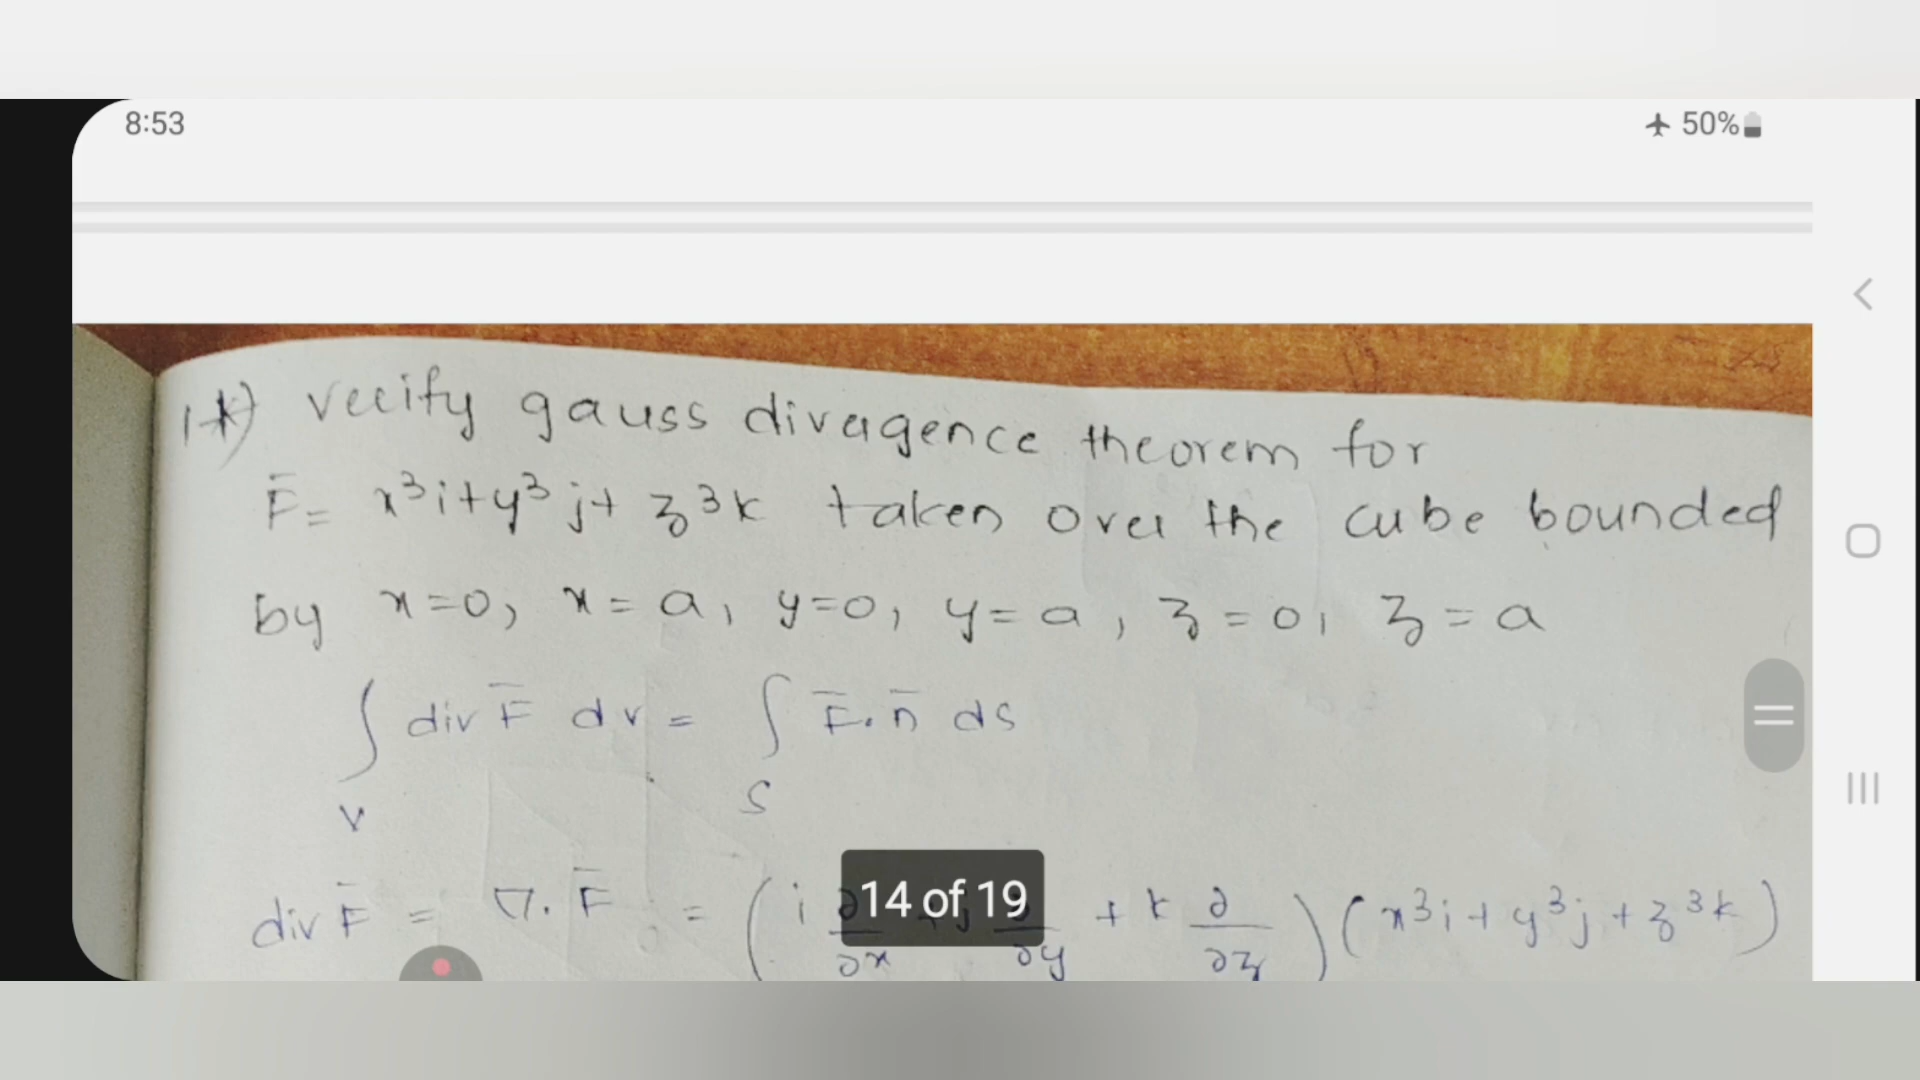 8:53
50%
1*) verify gauss divergence theorem for
F̄ = x³i+y³j+z³k taken over the cube bounded
by x=0, x=a, y=0, y=a, z=0, z=a
∫ div F̄ dv = ∫ F̄.n̄ ds
V S
14 of 19
div F̄ = ∇.F̄ = (i ∂/∂x +j ∂/∂y + k ∂/∂z)(x³i+y³j+z³k)